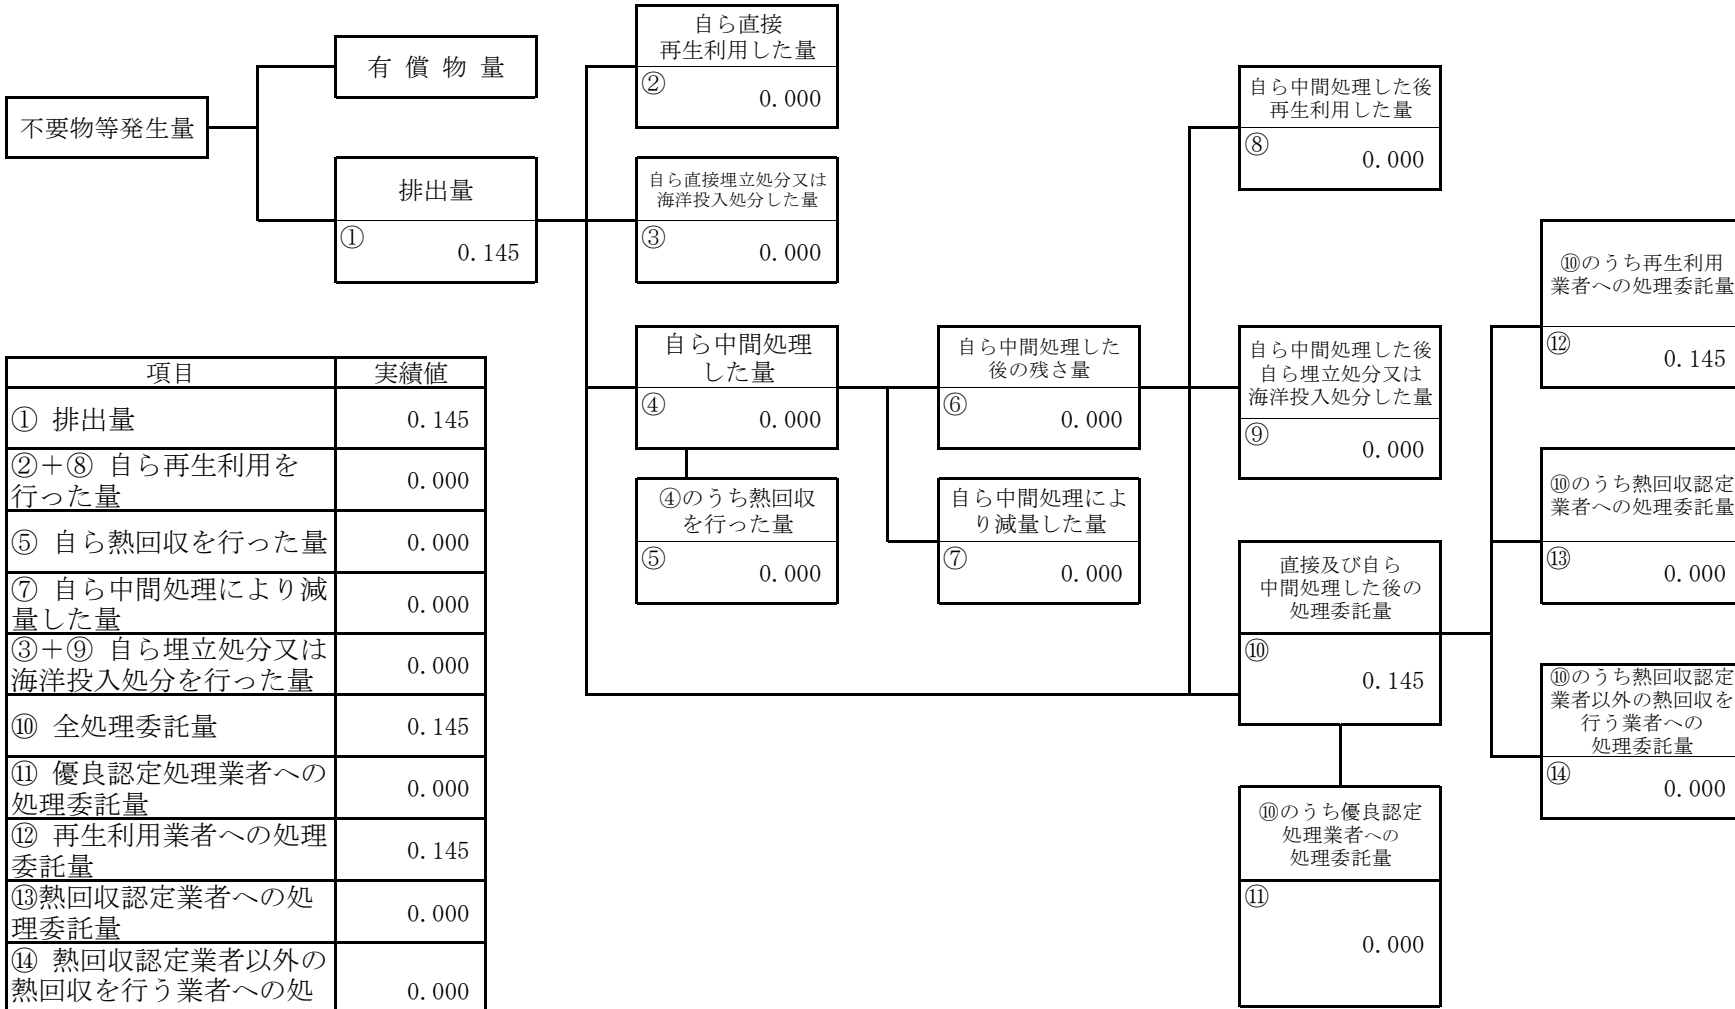 不要物等発生量
有 償 物 量
排出量
①
0.145
自ら直接
再生利用した量
②
0.000
自ら直接埋立処分又は
海洋投入処分した量
③
0.000
自ら中間処理
した量
④
0.000
④のうち熱回収
を行った量
⑤
0.000
自ら中間処理した
後の残さ量
⑥
0.000
自ら中間処理によ
り減量した量
⑦
0.000
自ら中間処理した後
再生利用した量
⑧
0.000
自ら中間処理した後
自ら埋立処分又は
海洋投入処分した量
⑨
0.000
直接及び自ら
中間処理した後の
処理委託量
⑩
0.145
⑩のうち優良認定
処理業者への
処理委託量
⑪
0.000
⑩のうち再生利用
業者への処理委託量
⑫
0.145
⑩のうち熱回収認定
業者への処理委託量
⑬
0.000
⑩のうち熱回収認定
業者以外の熱回収を
行う業者への
処理委託量
⑭
0.000
項目 実績値
① 排出量 0.145
②+⑧ 自ら再生利用を
行った量 0.000
⑤ 自ら熱回収を行った量 0.000
⑦ 自ら中間処理により減
量した量 0.000
③+⑨ 自ら埋立処分又は
海洋投入処分を行った量 0.000
⑩ 全処理委託量 0.145
⑪ 優良認定処理業者への
処理委託量 0.000
⑫ 再生利用業者への処理
委託量 0.145
⑬熱回収認定業者への処
理委託量 0.000
⑭ 熱回収認定業者以外の
熱回収を行う業者への処 0.000